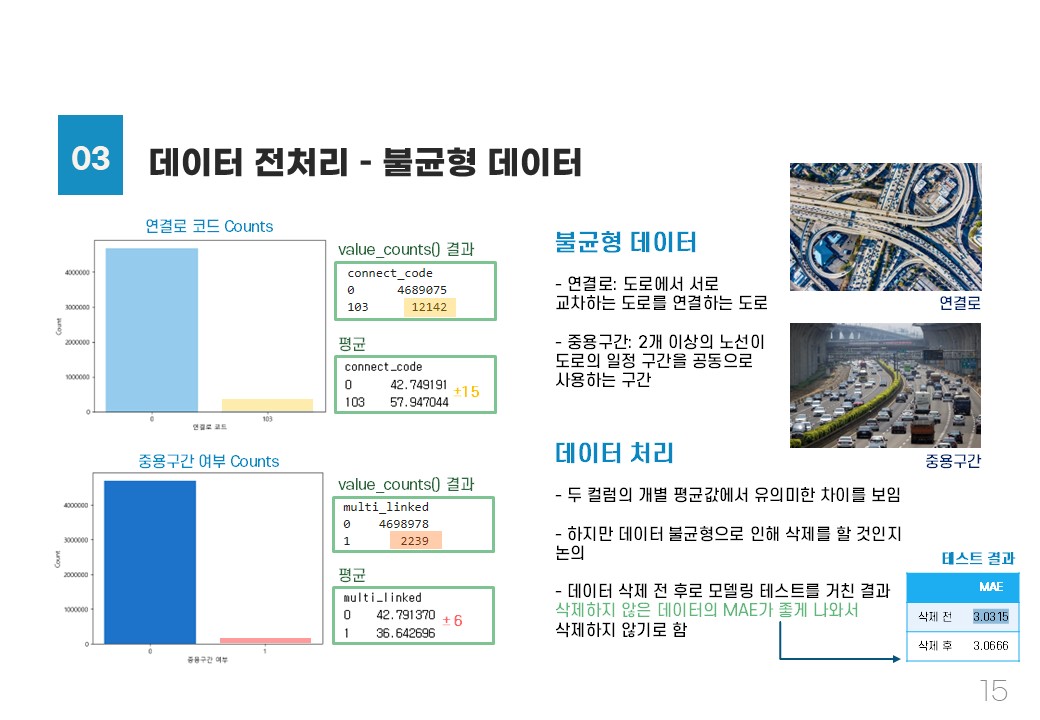 03
데이터 전처리 - 불균형 데이터
연결로 코드 Counts
4000000
3000000
2000000
1000000
0
Count
0
103
연결로 코드
value_counts() 결과
connect_code
0 4689075
103 12142
평균
connect_code
0 42.749191
103 57.947044
±15
중용구간 여부 Counts
4000000
3000000
2000000
1000000
0
Count
0
1
중용구간 여부
value_counts() 결과
multi_linked
0 4698978
1 2239
평균
multi_linked
0 42.791370
1 36.642696
± 6
불균형 데이터
- 연결로: 도로에서 서로
교차하는 도로를 연결하는 도로
- 중용구간: 2개 이상의 노선이
도로의 일정 구간을 공동으로
사용하는 구간
연결로
중용구간
데이터 처리
- 두 컬럼의 개별 평균값에서 유의미한 차이를 보임
- 하지만 데이터 불균형으로 인해 삭제를 할 것인지
논의
- 데이터 삭제 전 후로 모델링 테스트를 거친 결과
삭제하지 않은 데이터의 MAE가 좋게 나와서
삭제하지 않기로 함
테스트 결과
MAE
삭제 전 3.0315
삭제 후 3.0666
15